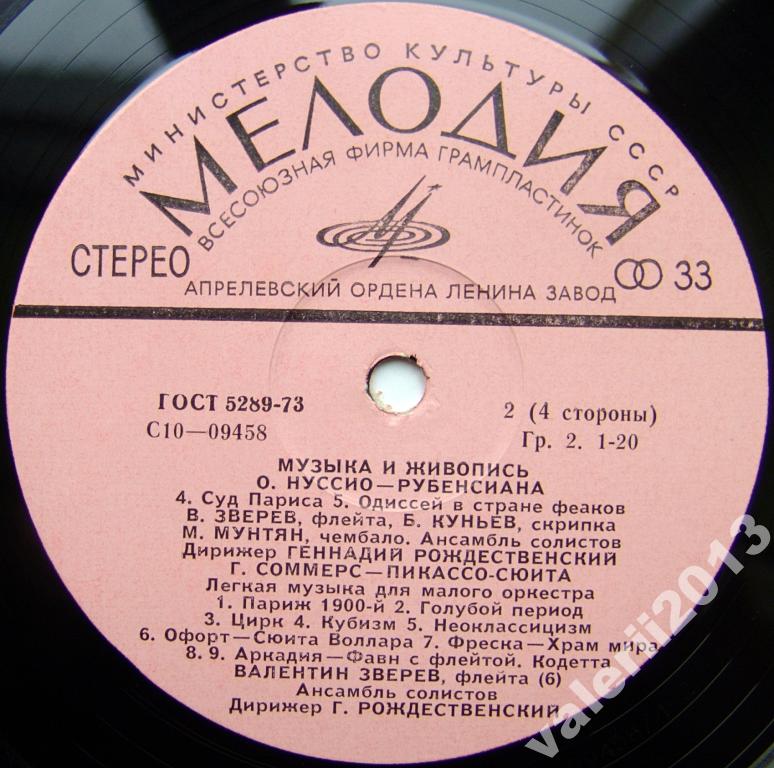 МИНИСТЕРСТВО КУЛЬТУРЫ СССР
МЕЛОДИЯ
ВСЕСОЮЗНАЯ ФИРМА ГРАМПЛАСТИНОК
СТЕРЕО
33
АПРЕЛЕВСКИЙ ОРДЕНА ЛЕНИНА ЗАВОД
ГОСТ 5289-73
2 (4 стороны)
С10—09458
Гр. 2. 1-20
МУЗЫКА И ЖИВОПИСЬ
О. НУССИО—РУБЕНСИАНА
4. Суд Париса 5. Одиссей в стране феаков
В. ЗВЕРЕВ, флейта, Б. КУНЬЕВ, скрипка
М. МУНТЯН, чембало. Ансамбль солистов
Дирижер ГЕННАДИЙ РОЖДЕСТВЕНСКИЙ
Г. СОММЕРС—ПИКАССО-СЮИТА
Легкая музыка для малого оркестра
1. Париж 1900-й 2. Голубой период
3. Цирк 4. Кубизм 5. Неоклассицизм
6. Офорт—Сюита Воллара 7. Фреска—Храм мира
8. 9. Аркадия—Фавн с флейтой. Кодетта
ВАЛЕНТИН ЗВЕРЕВ, флейта (6)
Ансамбль солистов
Дирижер Г. РОЖДЕСТВЕНСКИЙ
valerii2013